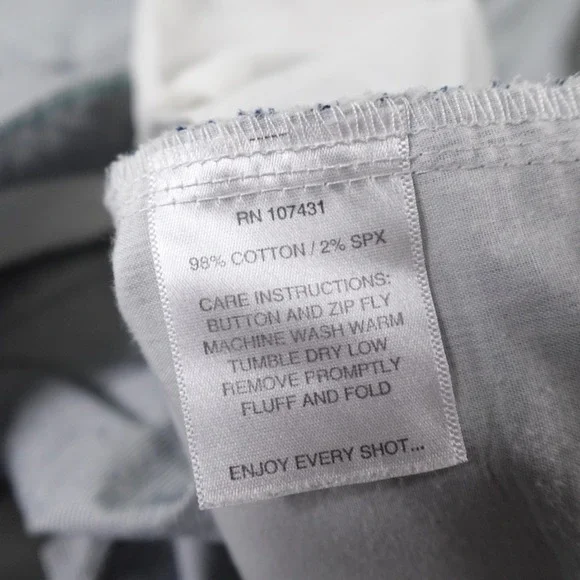 RN 107431
98% COTTON / 2% SPX
CARE INSTRUCTIONS:
BUTTON AND ZIP FLY
MACHINE WASH WARM
TUMBLE DRY LOW
REMOVE PROMPTLY
FLUFF AND FOLD
ENJOY EVERY SHOT...